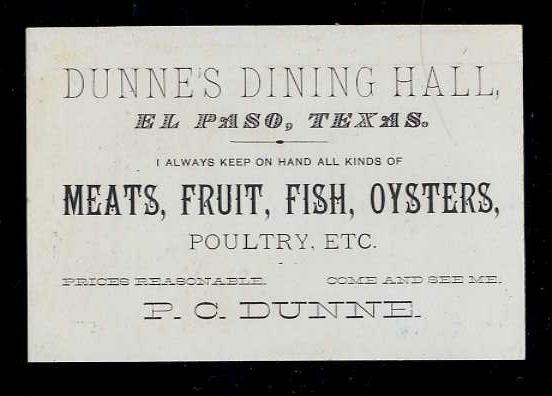 DUNNE'S DINING HALL,
EL PASO, TEXAS.
I ALWAYS KEEP ON HAND ALL KINDS OF
MEATS, FRUIT, FISH, OYSTERS,
POULTRY, ETC.
PRICES REASONABLE. COME AND SEE ME.
P. C. DUNNE.